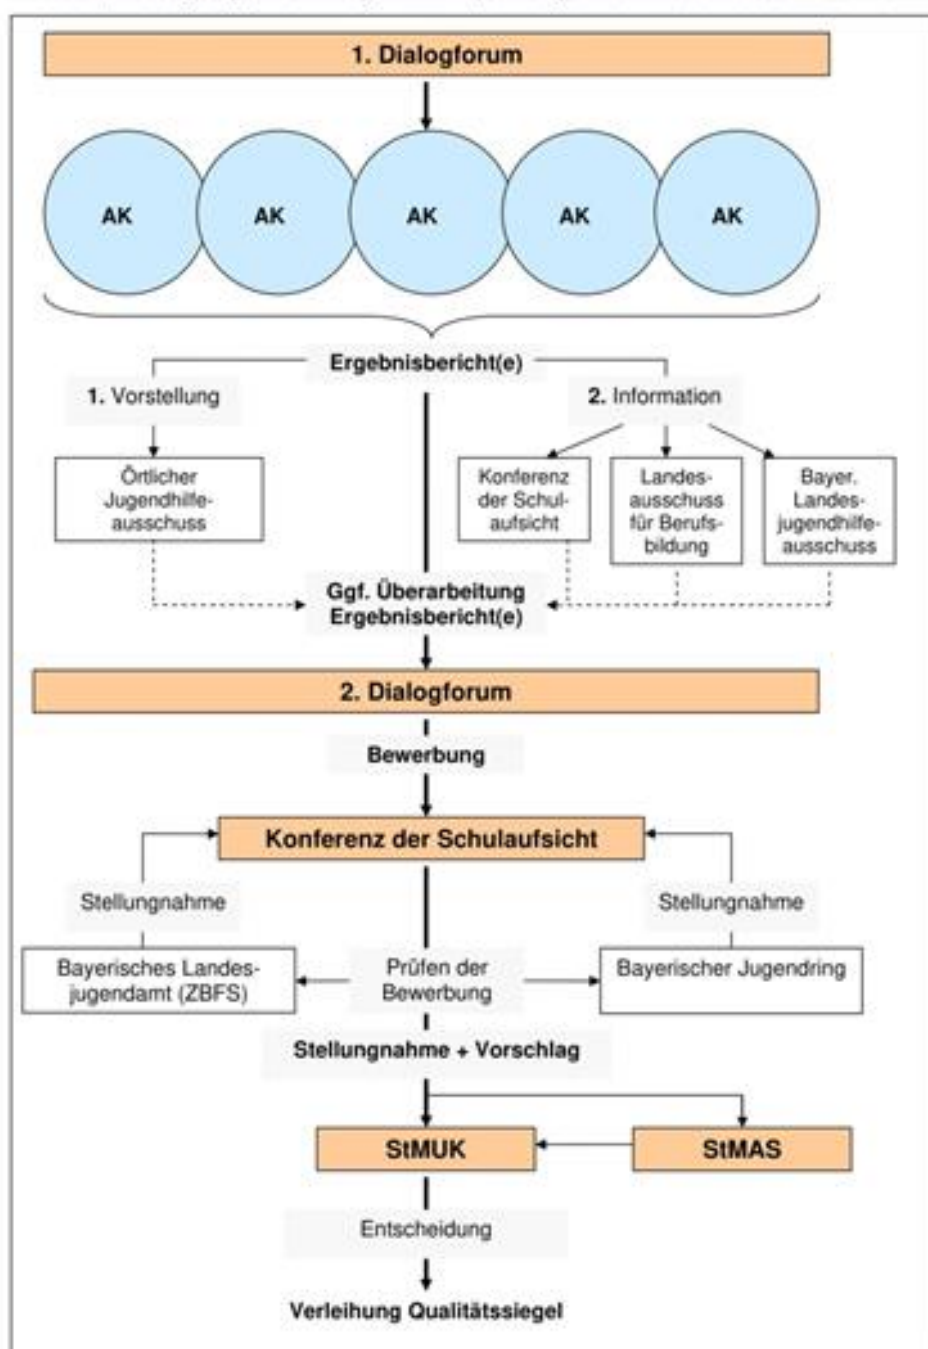 1. Dialogforum
AK AK AK AK AK
Ergebnisbericht(e)
1. Vorstellung
2. Information
Örtlicher
Jugendhilfe-
ausschuss
Konferenz
der Schul-
aufsicht
Landes-
ausschuss
für Berufs-
bildung
Bayer.
Landes-
jugendhilfe-
ausschuss
Ggf. Überarbeitung
Ergebnisbericht(e)
2. Dialogforum
Bewerbung
Konferenz der Schulaufsicht
Stellungnahme
Stellungnahme
Bayerisches Landes-
jugendamt (ZBFS)
Prüfen der
Bewerbung
Bayerischer Jugendring
Stellungnahme + Vorschlag
StMUK
StMAS
Entscheidung
Verleihung Qualitätssiegel